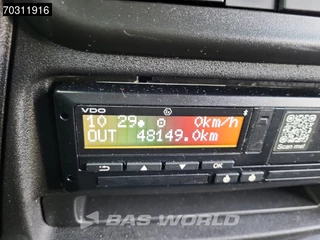 70311916
VDO
10 29 0km/h
OUT 48149.0km
OK
Scan me!
BAS WORLD